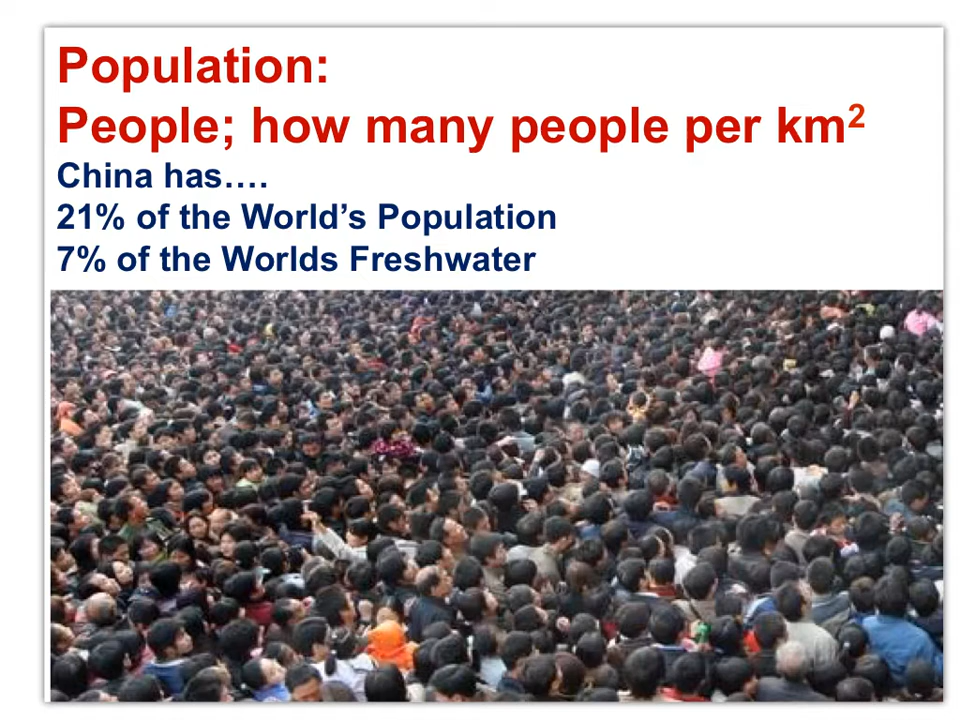 Population:
People; how many people per km²
China has….
21% of the World’s Population
7% of the Worlds Freshwater